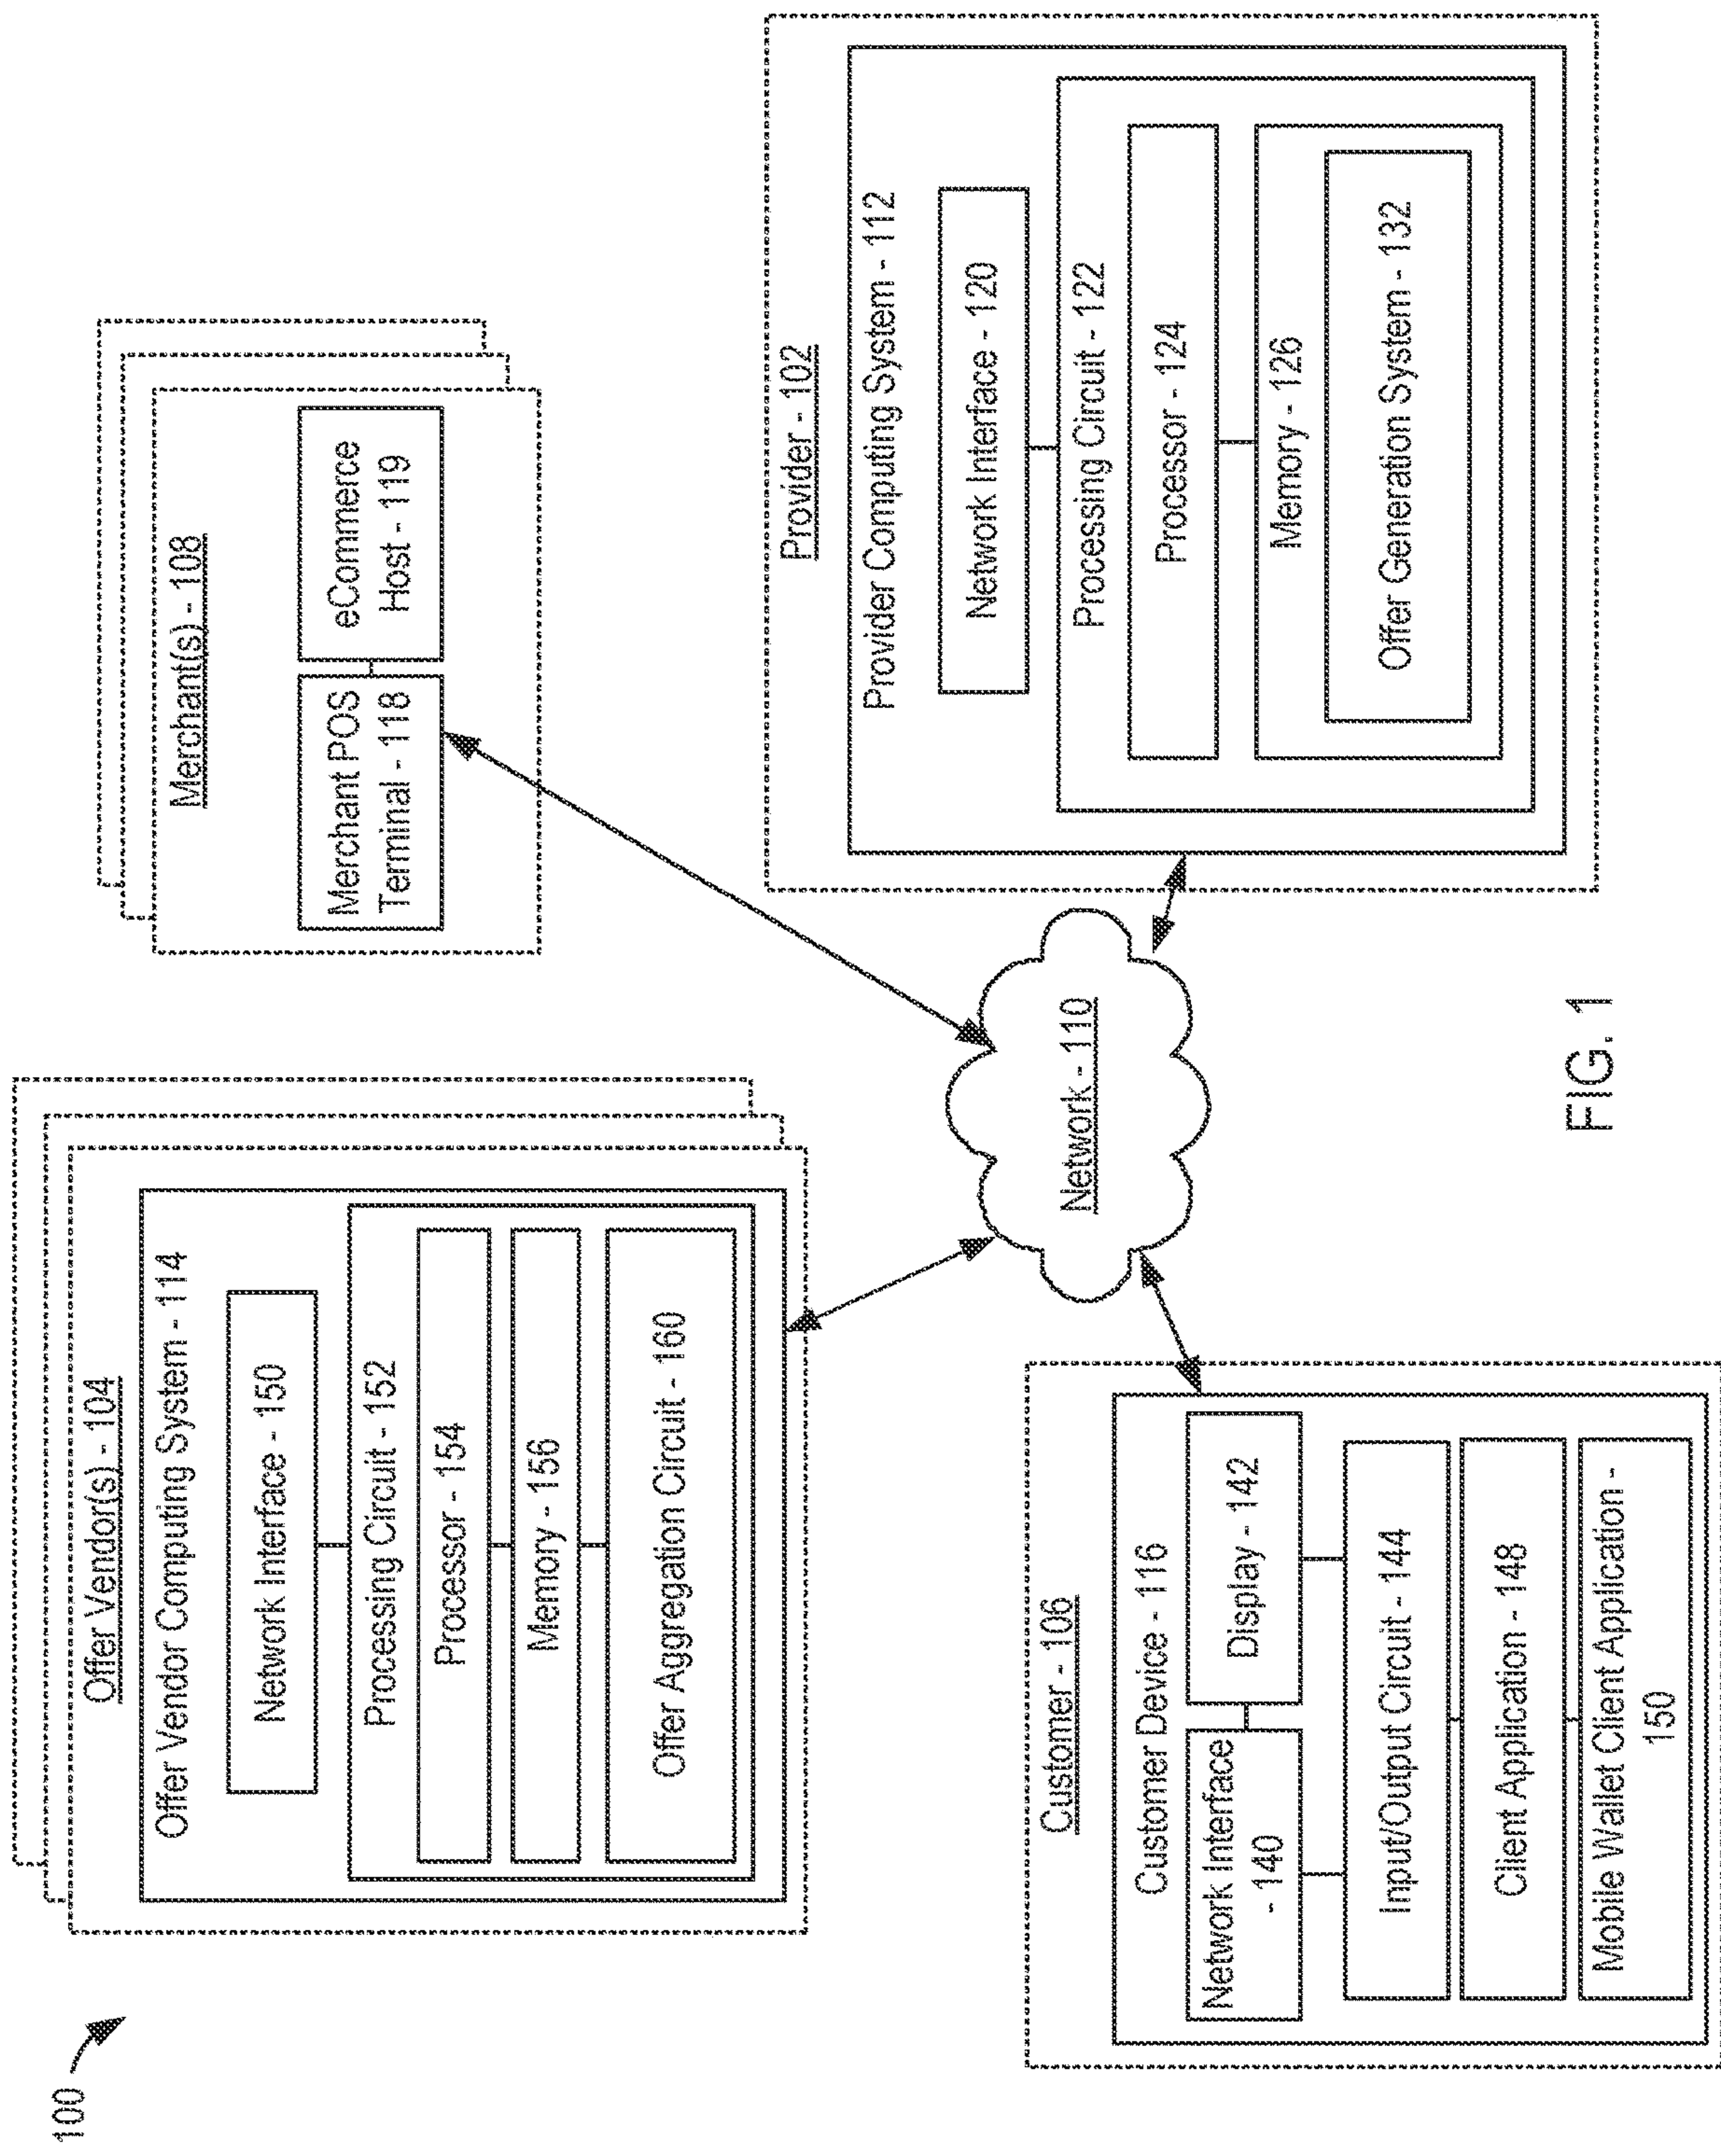 100
Offer Vendor(s) - 104
Offer Vendor Computing System - 114
Network Interface - 150
Processing Circuit - 152
Processor - 154
Memory - 156
Offer Aggregation Circuit - 160
Merchant(s) - 108
Merchant POS
Terminal - 118
eCommerce
Host - 119
Network - 110
Customer - 106
Customer Device - 116
Network Interface
- 140
Display - 142
Input/Output Circuit - 144
Client Application - 148
Mobile Wallet Client Application -
150
Provider - 102
Provider Computing System - 112
Network Interface - 120
Processing Circuit - 122
Processor - 124
Memory - 126
Offer Generation System - 132
FIG. 1